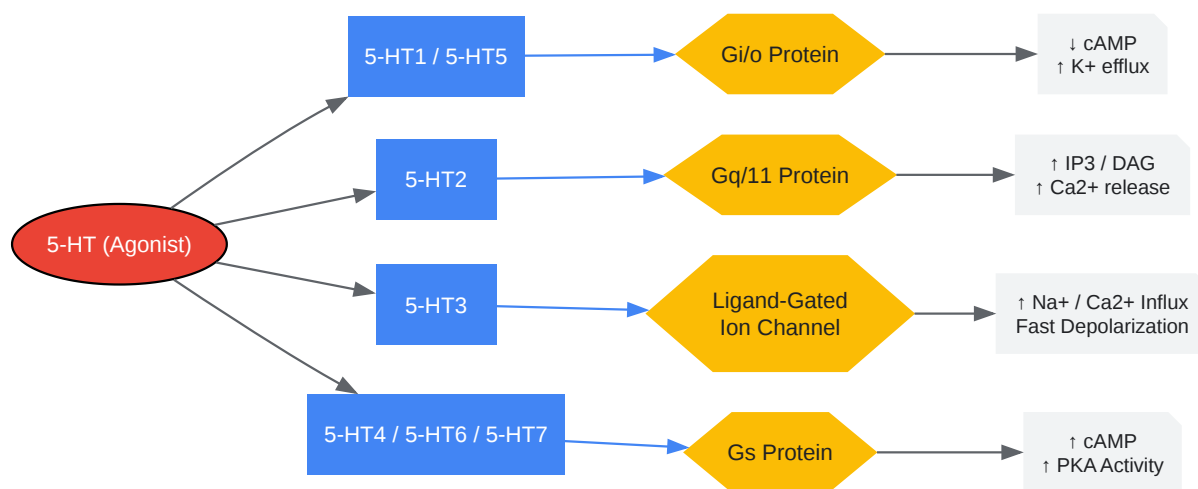 5-HT1 / 5-HT5
Gi/o Protein
↓ cAMP
↑ K+ efflux
5-HT2
Gq/11 Protein
↑ IP3 / DAG
↑ Ca2+ release
5-HT (Agonist)
5-HT3
Ligand-Gated
Ion Channel
↑ Na+ / Ca2+ Influx
Fast Depolarization
5-HT4 / 5-HT6 / 5-HT7
Gs Protein
↑ cAMP
↑ PKA Activity